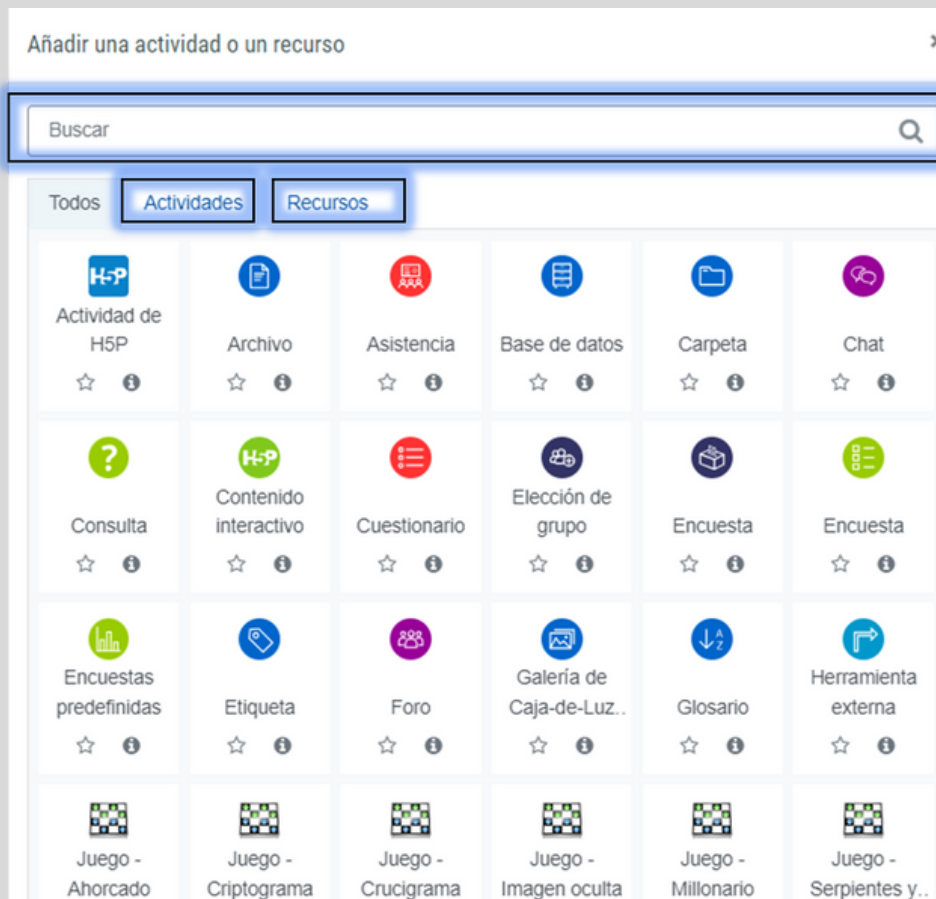 Añadir una actividad o un recurso
Buscar
Todos Actividades Recursos
H5P
Actividad de
H5P
Archivo
Asistencia
Base de datos
Carpeta
Chat
Consulta
H5P
Contenido
interactivo
Cuestionario
Elección de
grupo
Encuesta
Encuesta
Encuestas
predefinidas
Etiqueta
Foro
Galería de
Caja-de-Luz..
A
Z
Glosario
Herramienta
externa
Juego -
Ahorcado
Juego -
Criptograma
Juego -
Crucigrama
Juego -
Imagen oculta
Juego -
Millonario
Juego -
Serpientes y..